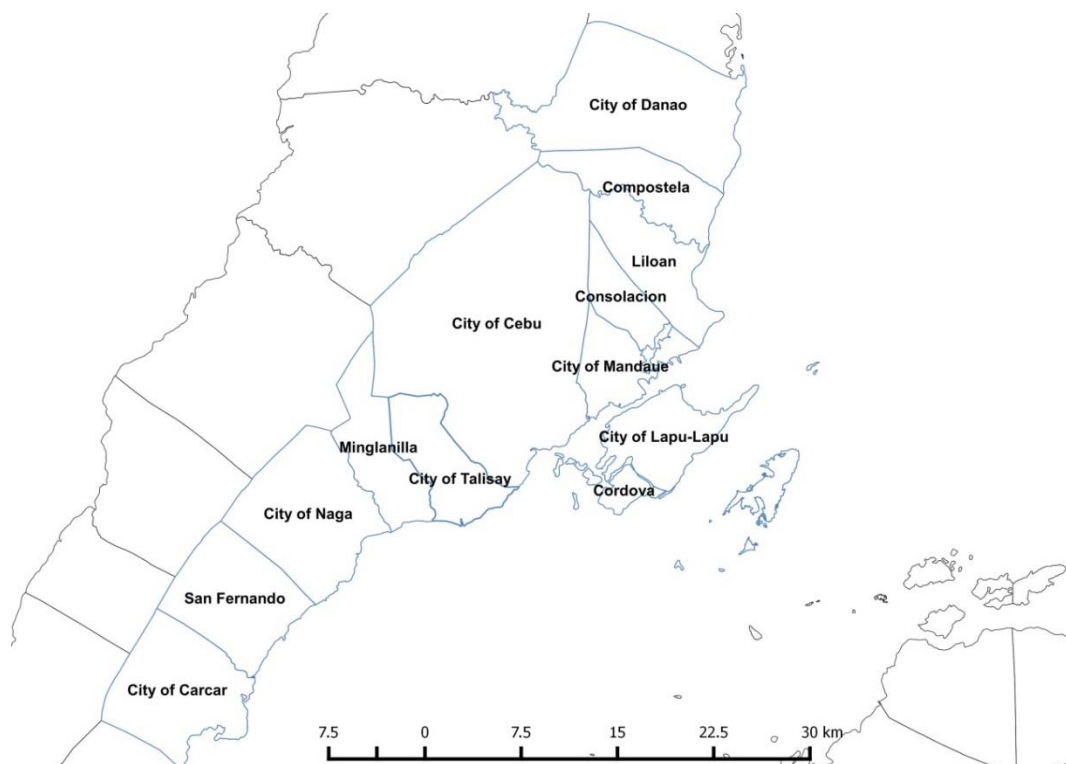 City of Danao
Compostela
Liloan
Consolacion
City of Cebu
City of Mandaue
City of Lapu-Lapu
Minglanilla
City of Talisay
Cordova
City of Naga
San Fernando
City of Carcar
7.5 0 7.5 15 22.5 30 km